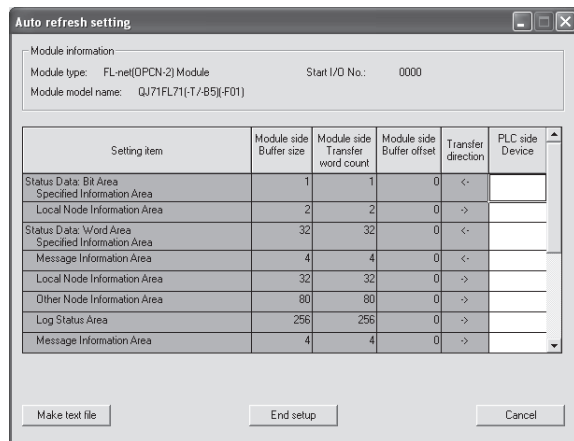 Auto refresh setting
Module information
Module type: FL-net(OPCN-2) Module Start I/O No.: 0000
Module model name: QJ71FL71(-T/-B5)(-F01)
Setting item
Module side
Buffer size
Module side
Transfer
word count
Module side
Buffer offset
Transfer
direction
PLC side
Device
Status Data: Bit Area
Specified Information Area 1 1 0 <-
Local Node Information Area 2 2 0 ->
Status Data: Word Area
Specified Information Area 32 32 0 <-
Message Information Area 4 4 0 <-
Local Node Information Area 32 32 0 ->
Other Node Information Area 80 80 0 ->
Log Status Area 256 256 0 ->
Message Information Area 4 4 0 ->
Make text file End setup Cancel